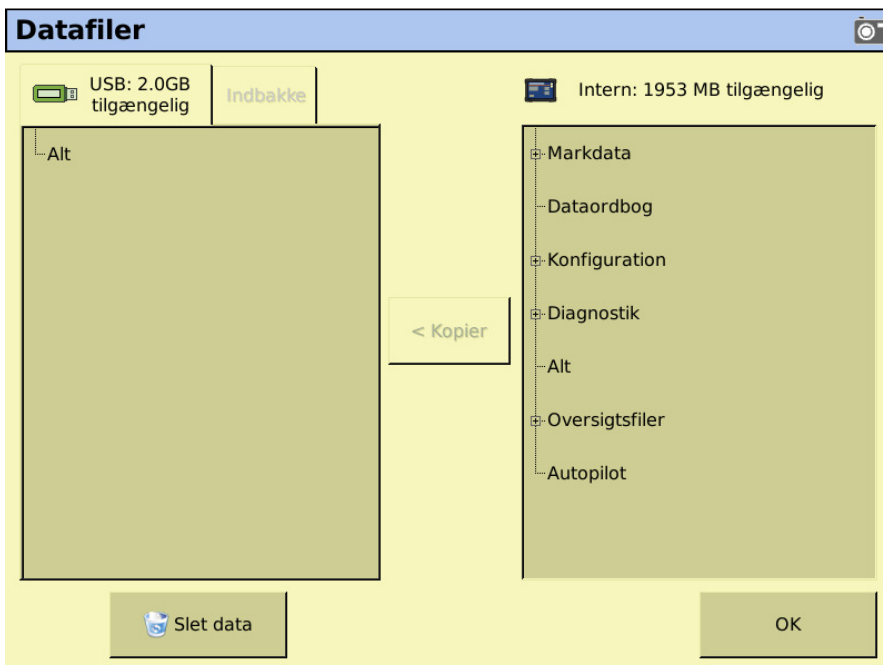 Datafiler
USB: 2.0GB
tilgængelig
Indbakke
Intern: 1953 MB tilgængelig
Alt
< Kopier
Markdata
Dataordbog
Konfiguration
Diagnostik
Alt
Oversigtsfiler
Autopilot
Slet data
OK